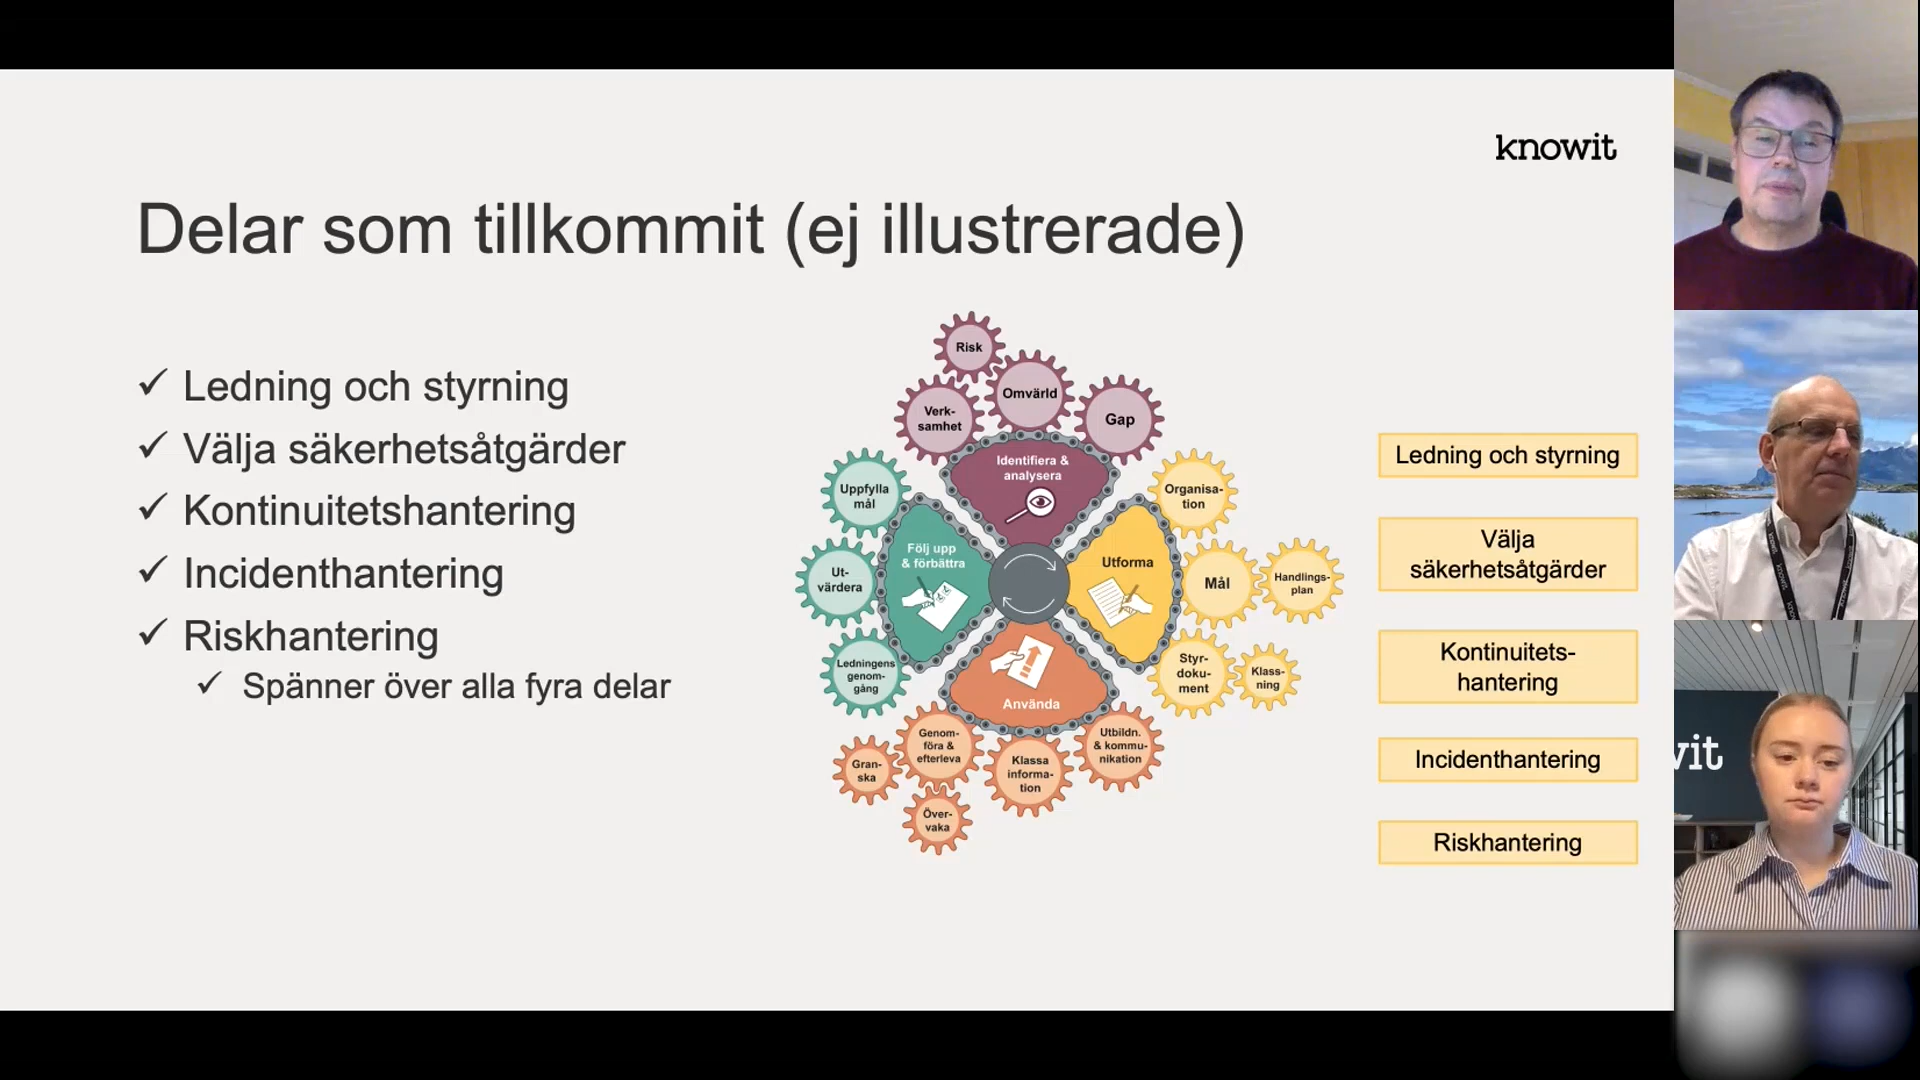 knowit
Delar som tillkommit (ej illustrerade)
✓ Ledning och styrning
✓ Välja säkerhetsåtgärder
✓ Kontinuitetshantering
✓ Incidenthantering
✓ Riskhantering
✓ Spänner över alla fyra delar
Risk
Omvärld
Verk-
samhet
Gap
Identifiera &
analysera
Uppfylla
mål
Organisa-
tion
Följ upp
& förbättra
Utforma
Ut-
värdera
Mål
Handlings-
plan
Ledningens
genom-
gång
Styr-
doku-
ment
Klass-
ning
Använda
Genom-
föra &
efterleva
Utbildn.
& kommu-
nikation
Gran-
ska
Klassa
informa-
tion
Över-
vaka
Ledning och styrning
Välja
säkerhetsåtgärder
Kontinuitets-
hantering
Incidenthantering
Riskhantering
vit